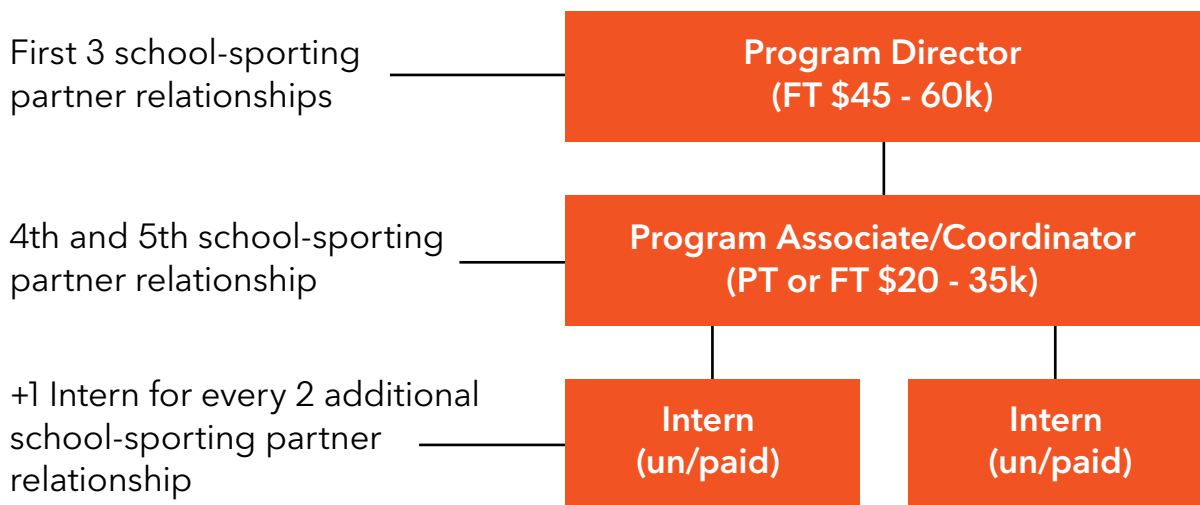 First 3 school-sporting
partner relationships
Program Director
(FT $45 - 60k)
4th and 5th school-sporting
partner relationship
Program Associate/Coordinator
(PT or FT $20 - 35k)
+1 Intern for every 2 additional
school-sporting partner
relationship
Intern
(un/paid)
Intern
(un/paid)